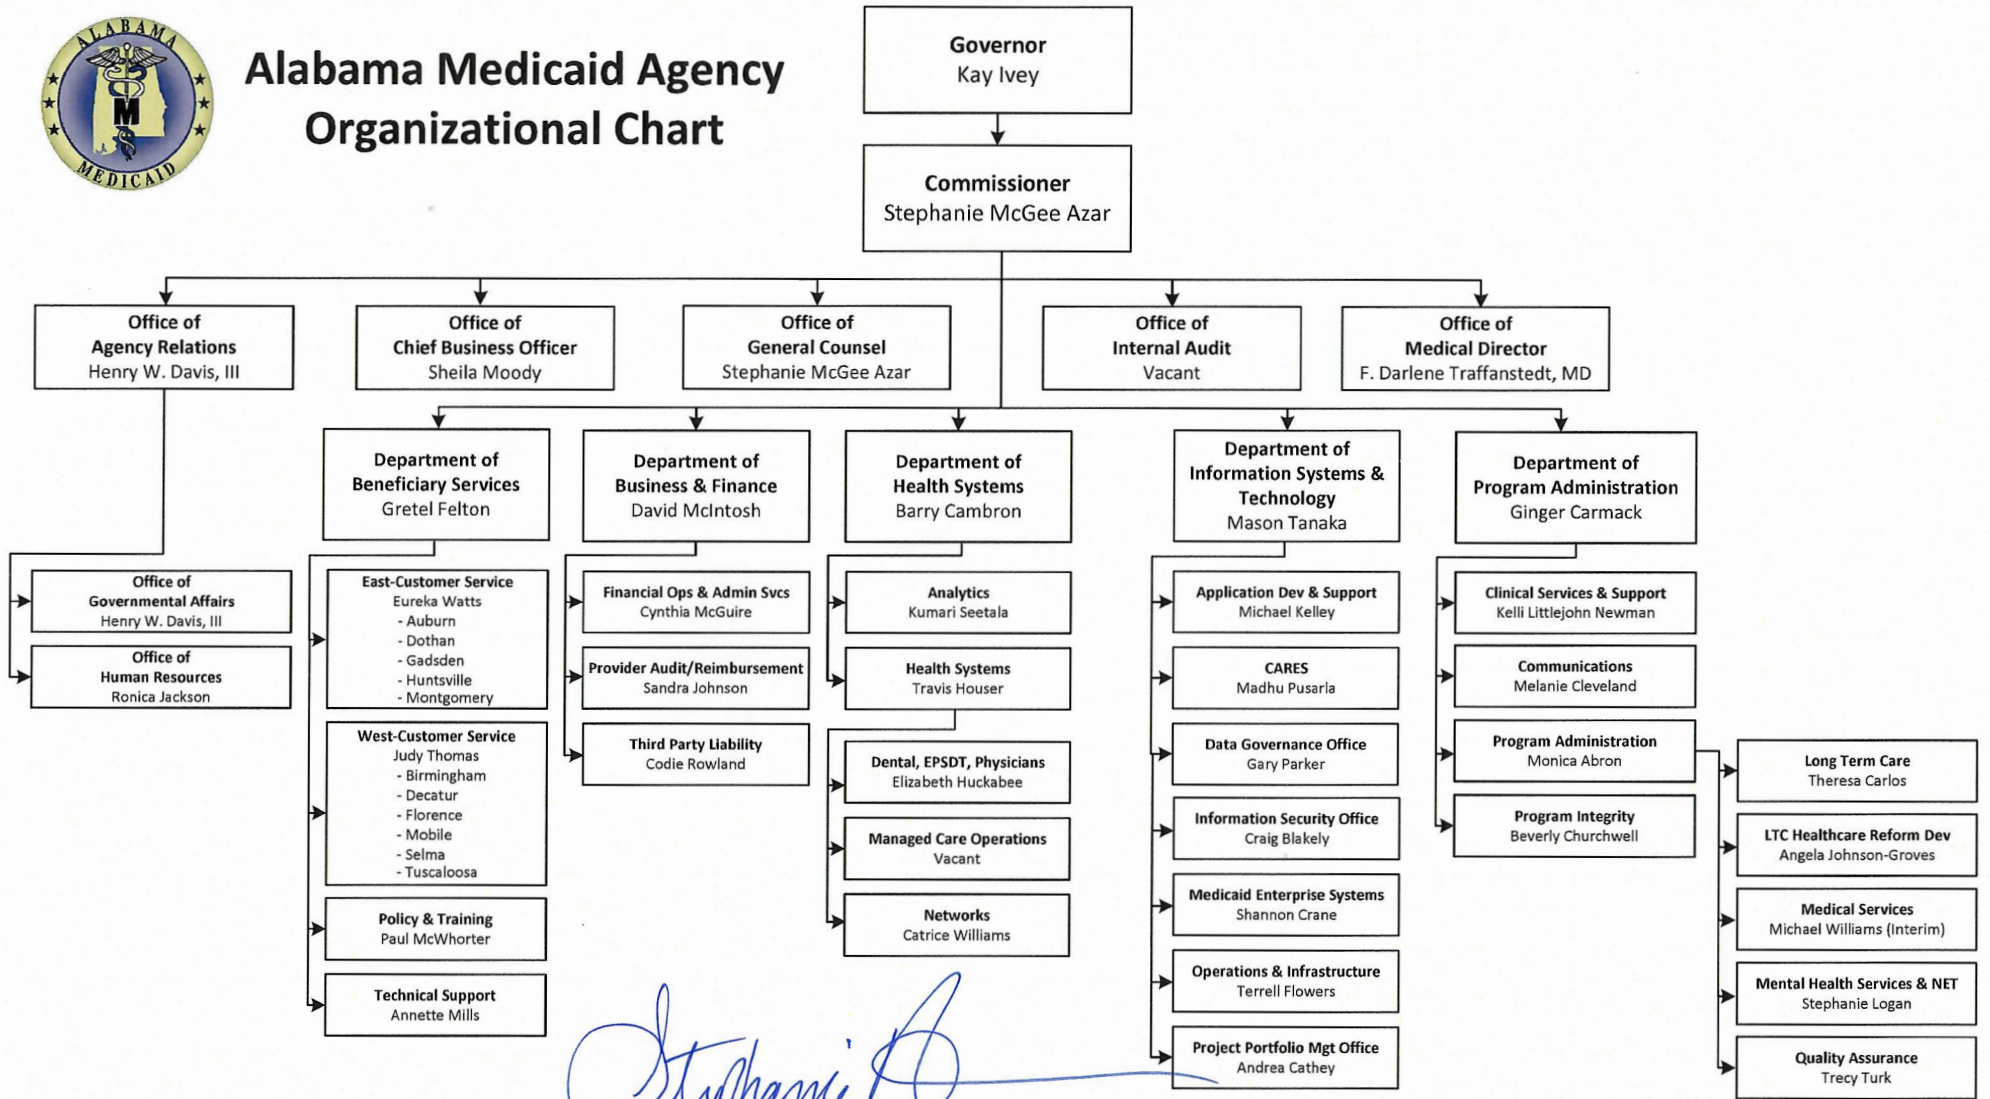 ALABAMA
M
MEDICAID
Alabama Medicaid Agency
Organizational Chart
Governor
Kay Ivey
Commissioner
Stephanie McGee Azar
Office of
Agency Relations
Henry W. Davis, III
Office of
Chief Business Officer
Sheila Moody
Office of
General Counsel
Stephanie McGee Azar
Office of
Internal Audit
Vacant
Office of
Medical Director
F. Darlene Traffanstedt, MD
Department of
Beneficiary Services
Gretel Felton
Department of
Business & Finance
David McIntosh
Department of
Health Systems
Barry Cambron
Department of
Information Systems &
Technology
Mason Tanaka
Department of
Program Administration
Ginger Carmack
Office of
Governmental Affairs
Henry W. Davis, III
Office of
Human Resources
Ronica Jackson
East-Customer Service
Eureka Watts
- Auburn
- Dothan
- Gadsden
- Huntsville
- Montgomery
West-Customer Service
Judy Thomas
- Birmingham
- Decatur
- Florence
- Mobile
- Selma
- Tuscaloosa
Policy & Training
Paul McWhorter
Technical Support
Annette Mills
Financial Ops & Admin Svcs
Cynthia McGuire
Provider Audit/Reimbursement
Sandra Johnson
Third Party Liability
Codie Rowland
Analytics
Kumari Seetala
Health Systems
Travis Houser
Dental, EPSDT, Physicians
Elizabeth Huckabee
Managed Care Operations
Vacant
Networks
Catrice Williams
Application Dev & Support
Michael Kelley
CARES
Madhu Pusarla
Data Governance Office
Gary Parker
Information Security Office
Craig Blakely
Medicaid Enterprise Systems
Shannon Crane
Operations & Infrastructure
Terrell Flowers
Project Portfolio Mgt Office
Andrea Cathey
Clinical Services & Support
Kelli Littlejohn Newman
Communications
Melanie Cleveland
Program Administration
Monica Abron
Program Integrity
Beverly Churchwell
Long Term Care
Theresa Carlos
LTC Healthcare Reform Dev
Angela Johnson-Groves
Medical Services
Michael Williams (Interim)
Mental Health Services & NET
Stephanie Logan
Quality Assurance
Trecy Turk
Stephanie